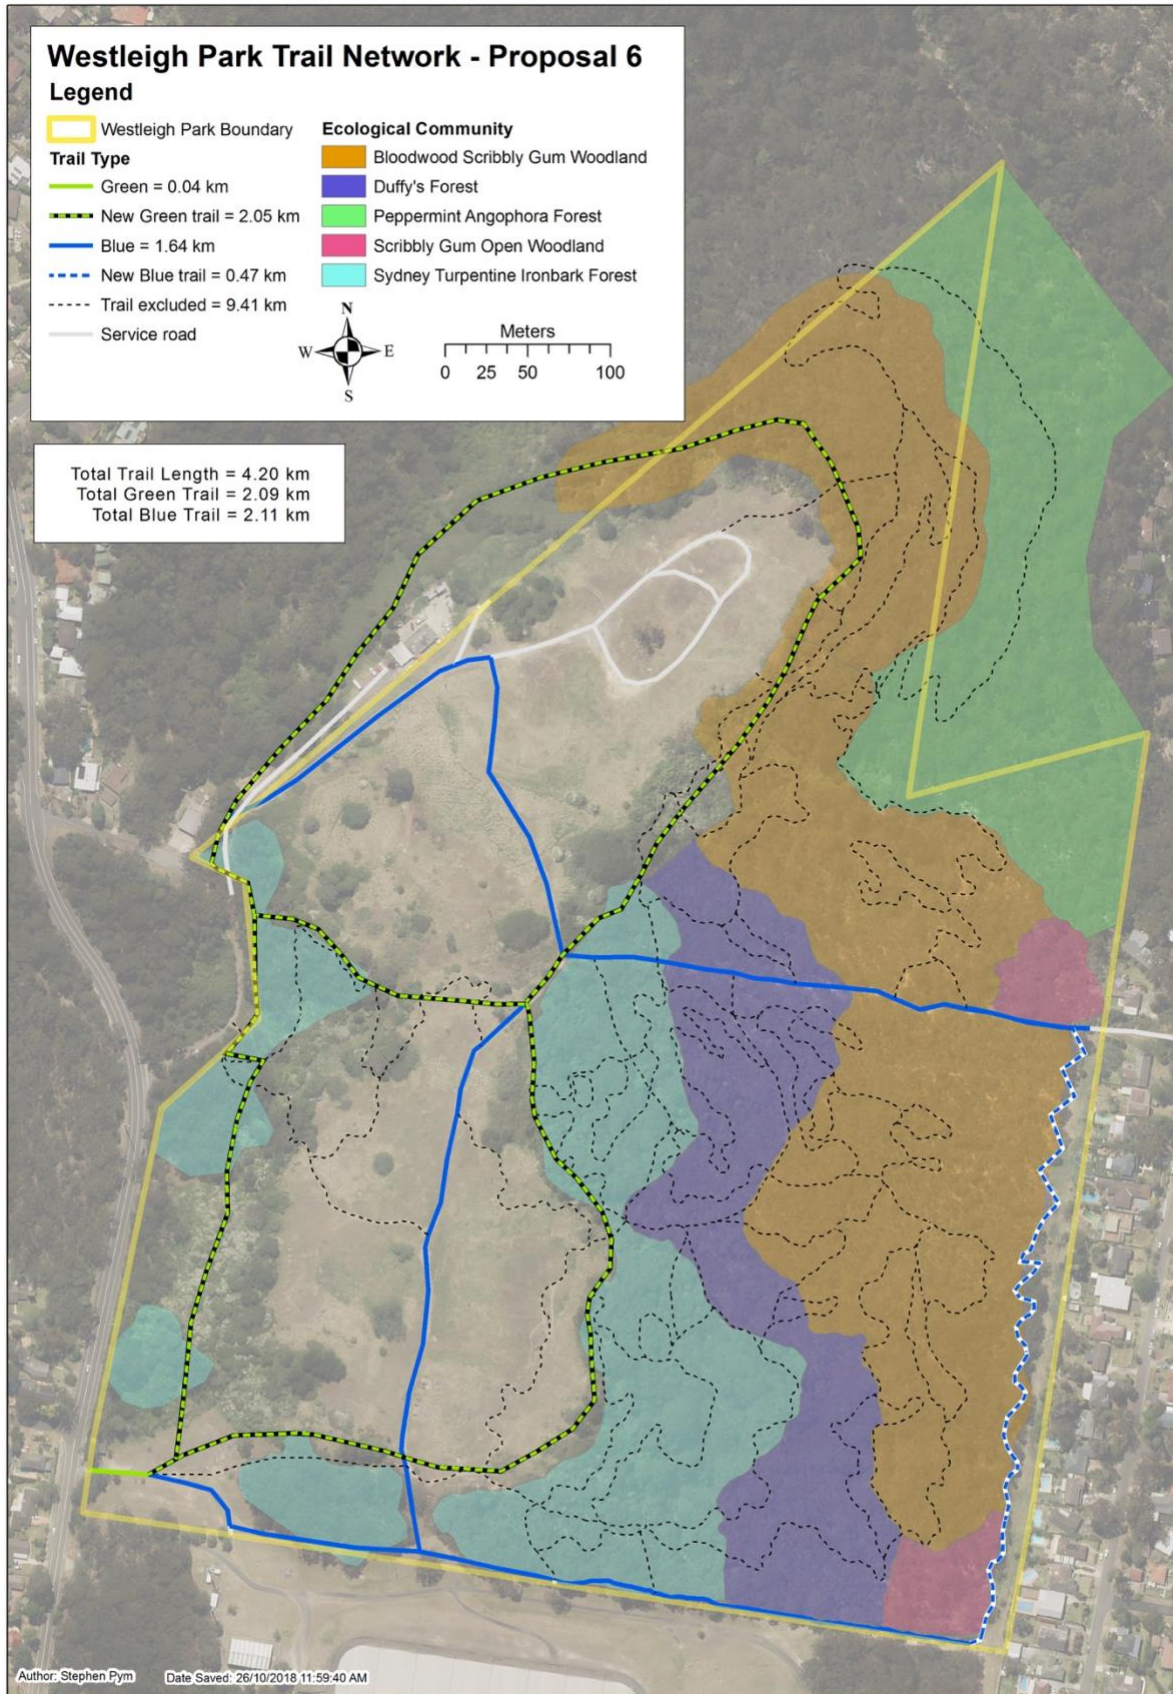 Westleigh Park Trail Network - Proposal 6
Legend
Westleigh Park Boundary
Trail Type
Green = 0.04 km
New Green trail = 2.05 km
Blue = 1.64 km
New Blue trail = 0.47 km
Trail excluded = 9.41 km
Service road
Ecological Community
Bloodwood Scribbly Gum Woodland
Duffy's Forest
Peppermint Angophora Forest
Scribbly Gum Open Woodland
Sydney Turpentine Ironbark Forest
N
W E
S
Meters
0 25 50 100
Total Trail Length = 4.20 km
Total Green Trail = 2.09 km
Total Blue Trail = 2.11 km
Author: Stephen Pym Date Saved: 26/10/2018 11:59:40 AM